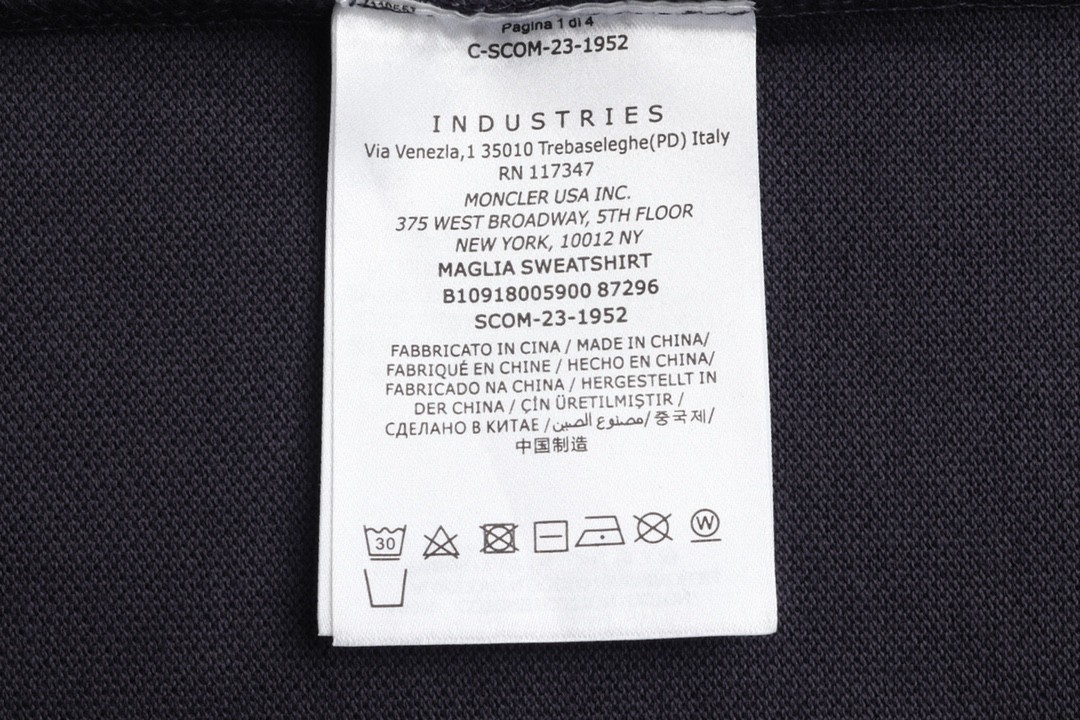 Pagina 1 di 4
C-SCOM-23-1952
INDUSTRIES
Via Venezla,1 35010 Trebaseleghe(PD) Italy
RN 117347
MONCLER USA INC.
375 WEST BROADWAY, 5TH FLOOR
NEW YORK, 10012 NY
MAGLIA SWEATSHIRT
B10918005900 87296
SCOM-23-1952
FABBRICATO IN CINA / MADE IN CHINA/
FABRIQUÉ EN CHINE / HECHO EN CHINA/
FABRICADO NA CHINA / HERGESTELLT IN
DER CHINA / ÇİN ÜRETILMIŞTIR /
СДЕЛАНО В КИТАЕ / مصنوع الصين / 중국제/
中国制造
30
W